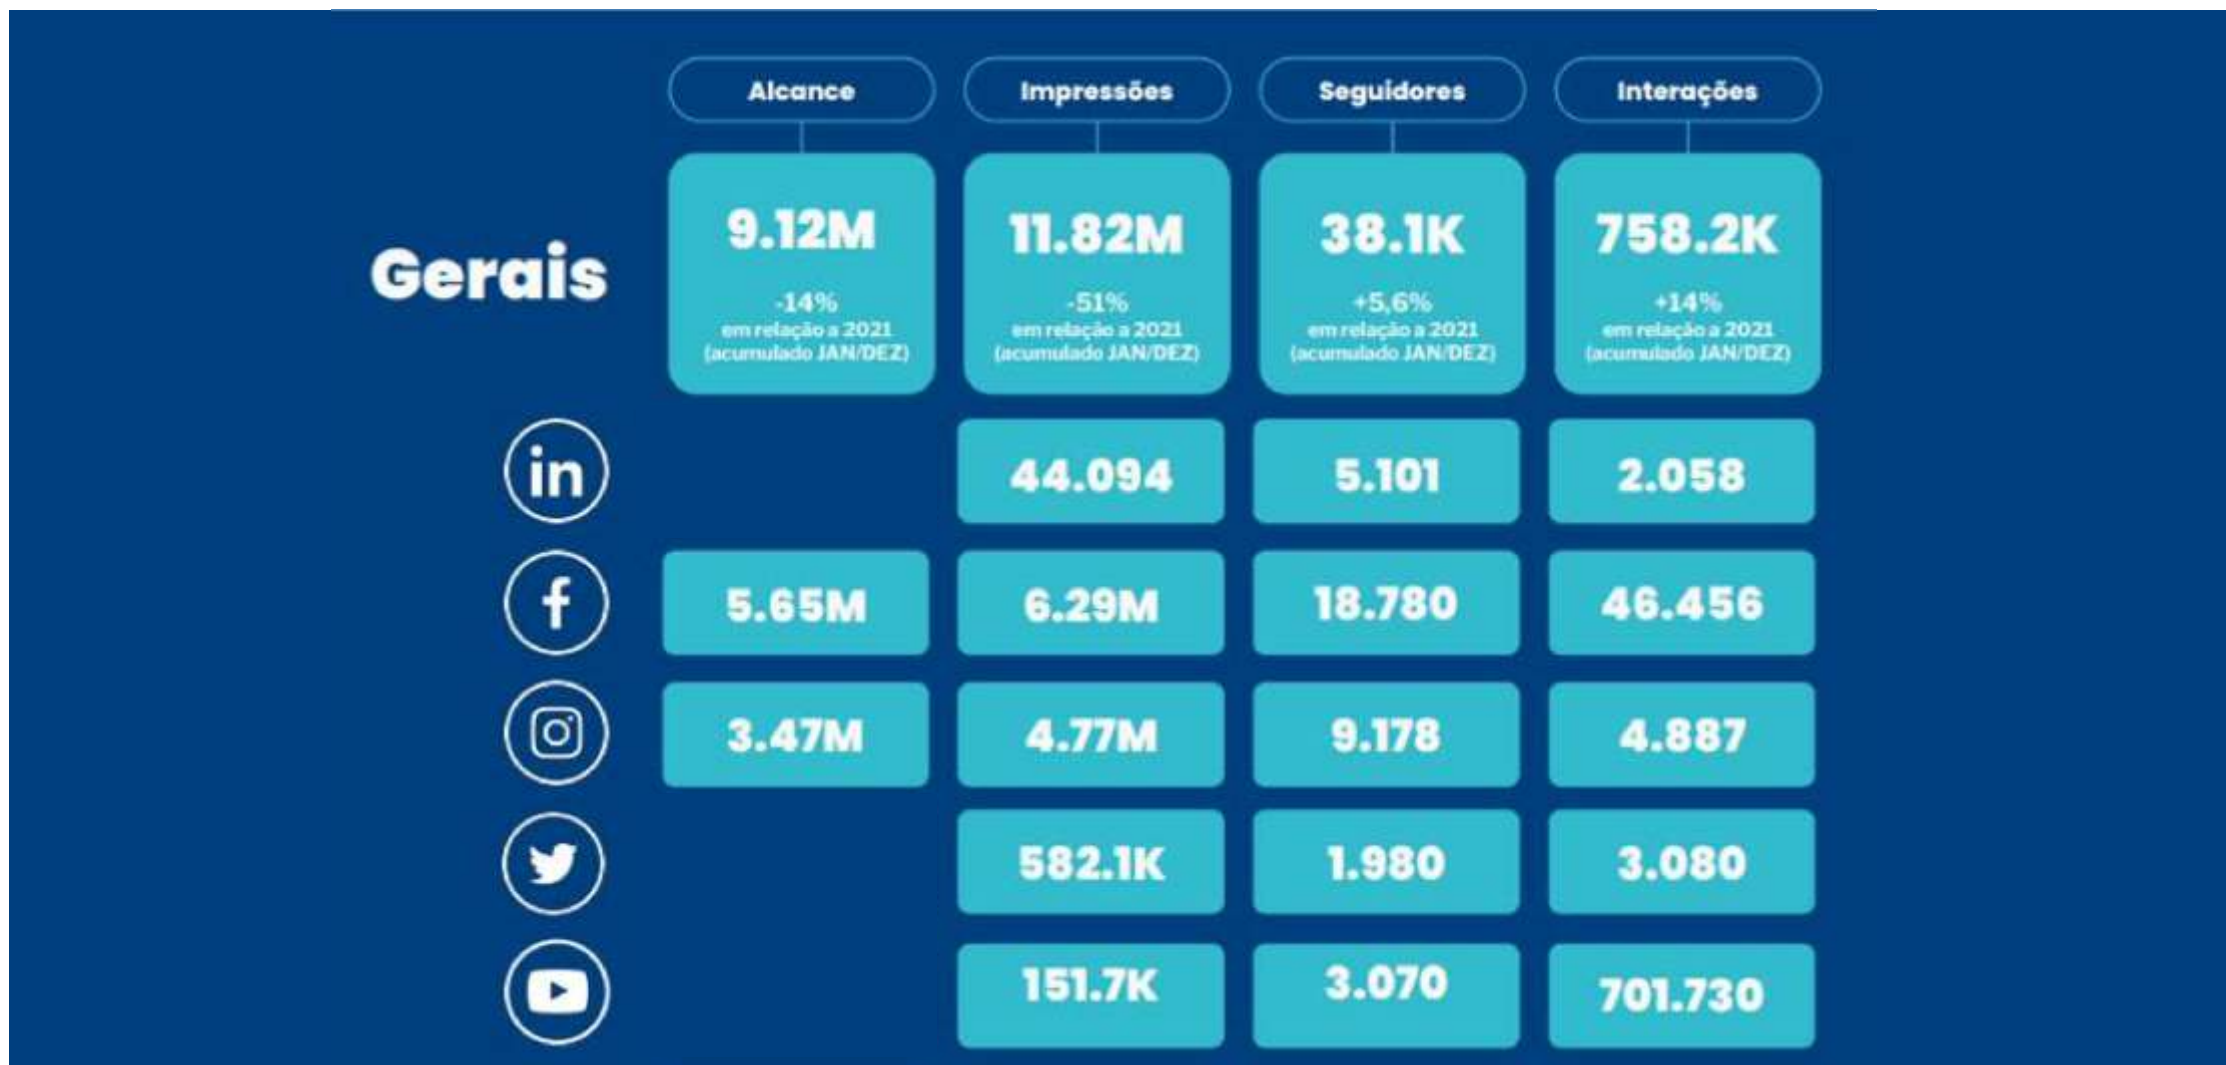 Alcance Impressões Seguidores Interações
Gerais
9.12M 11.82M 38.1K 758.2K
-14% -51% +5,6% +14%
em relação a 2021 em relação a 2021 em relação a 2021 em relação a 2021
(acumulado JAN/DEZ) (acumulado JAN/DEZ) (acumulado JAN/DEZ) (acumulado JAN/DEZ)
in 44.094 5.101 2.058
f 5.65M 6.29M 18.780 46.456
3.47M 4.77M 9.178 4.887
582.1K 1.980 3.080
151.7K 3.070 701.730